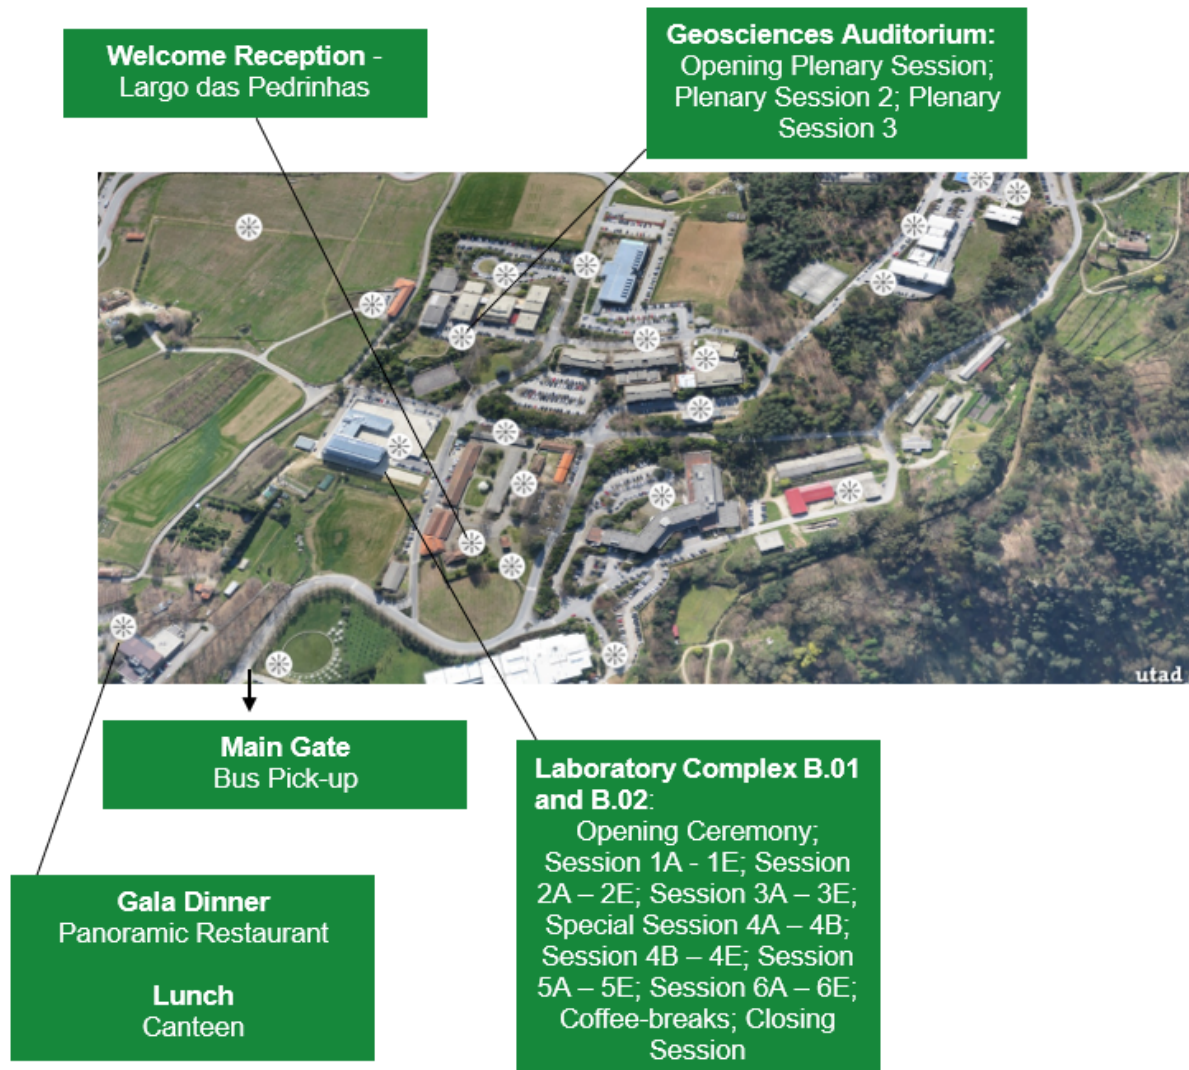 Welcome Reception -
Largo das Pedrinhas
Geosciences Auditorium:
Opening Plenary Session;
Plenary Session 2; Plenary
Session 3
utad
Main Gate
Bus Pick-up
Laboratory Complex B.01
and B.02:
Opening Ceremony;
Session 1A - 1E; Session
2A – 2E; Session 3A – 3E;
Special Session 4A – 4B;
Session 4B – 4E; Session
5A – 5E; Session 6A – 6E;
Coffee-breaks; Closing
Session
Gala Dinner
Panoramic Restaurant
Lunch
Canteen